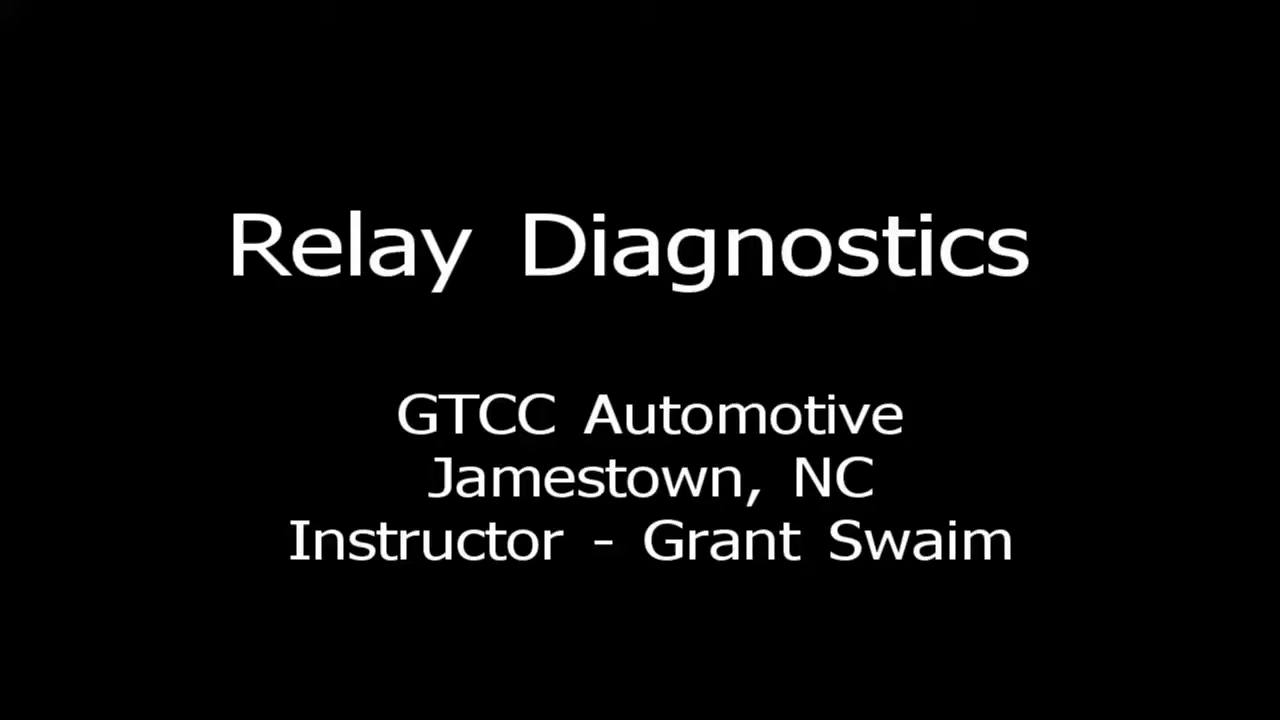 Relay Diagnostics
GTCC Automotive
Jamestown, NC
Instructor - Grant Swaim